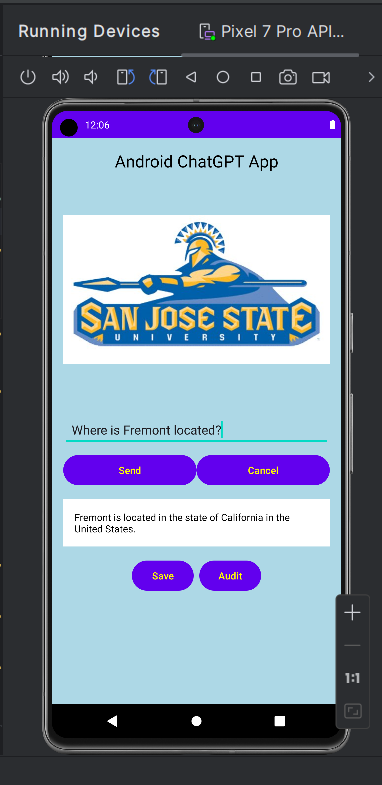 Running Devices
Pixel 7 Pro API...
12:06
Android ChatGPT App
SAN JOSE STATE
UNIVERSITY
Where is Fremont located?
Send
Cancel
Fremont is located in the state of California in the
United States.
Save
Audit
1:1